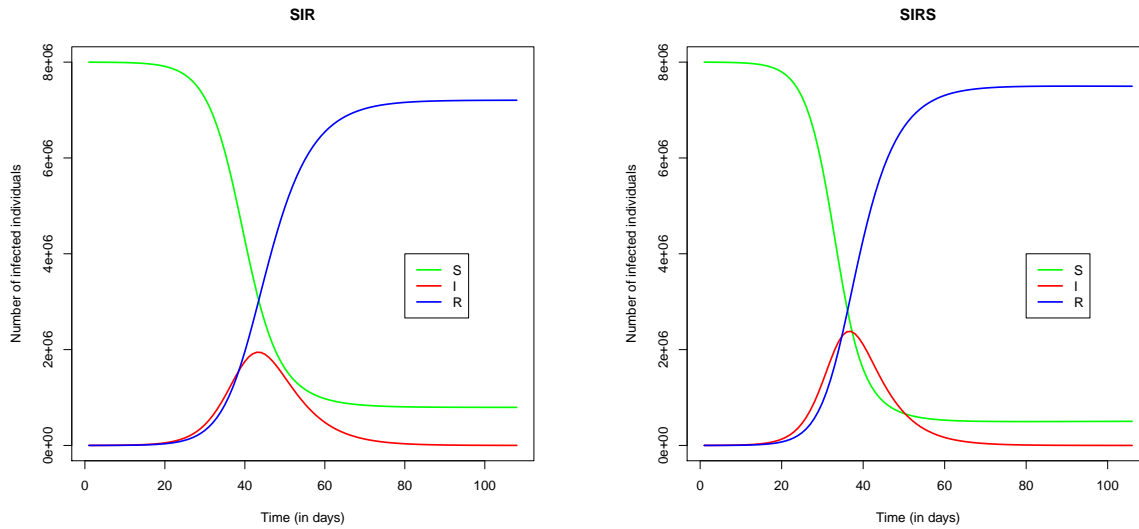 SIR
Number of infected individuals
8e+06
6e+06
4e+06
2e+06
0e+00
S
I
R
0 20 40 60 80 100
Time (in days)
SIRS
Number of infected individuals
8e+06
6e+06
4e+06
2e+06
0e+00
S
I
R
0 20 40 60 80 100
Time (in days)